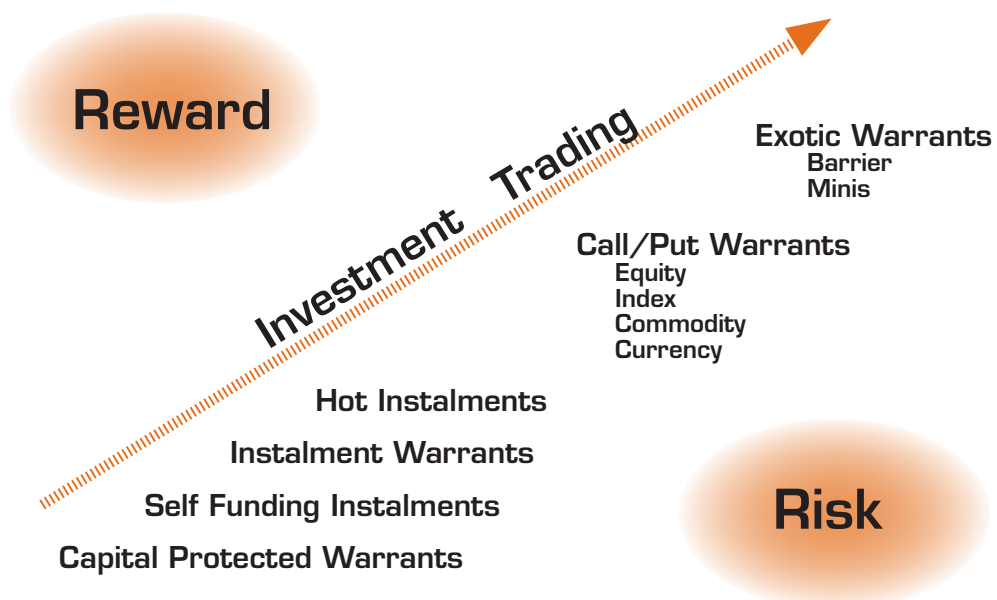 Reward
Investment Trading
Exotic Warrants
Barrier
Minis
Call/Put Warrants
Equity
Index
Commodity
Currency
Hot Instalments
Instalment Warrants
Self Funding Instalments
Capital Protected Warrants
Risk